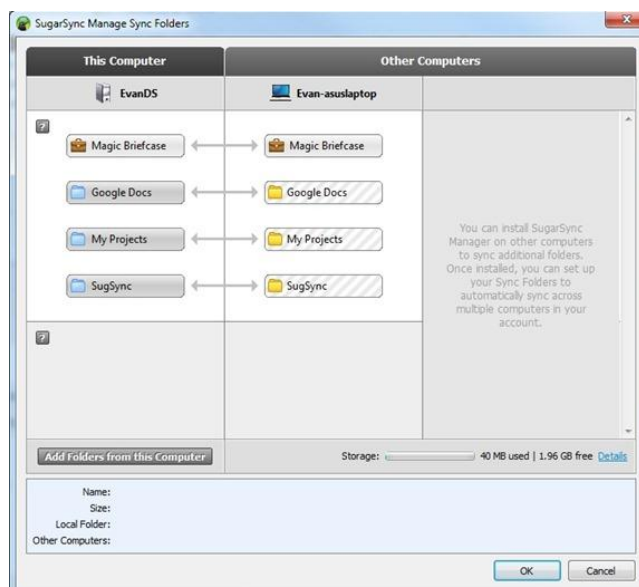 SugarSync Manage Sync Folders
This Computer
Other Computers
EvanDS
Evan-asuslaptop
?
Magic Briefcase
Magic Briefcase
Google Docs
Google Docs
My Projects
My Projects
SugSync
SugSync
You can install SugarSync
Manager on other computers
to sync additional folders.
Once installed, you can set up
your Sync Folders to
automatically sync across
multiple computers in your
account.
?
Add Folders from this Computer
Storage:
40 MB used | 1.96 GB free Details
Name:
Size:
Local Folder:
Other Computers:
OK
Cancel